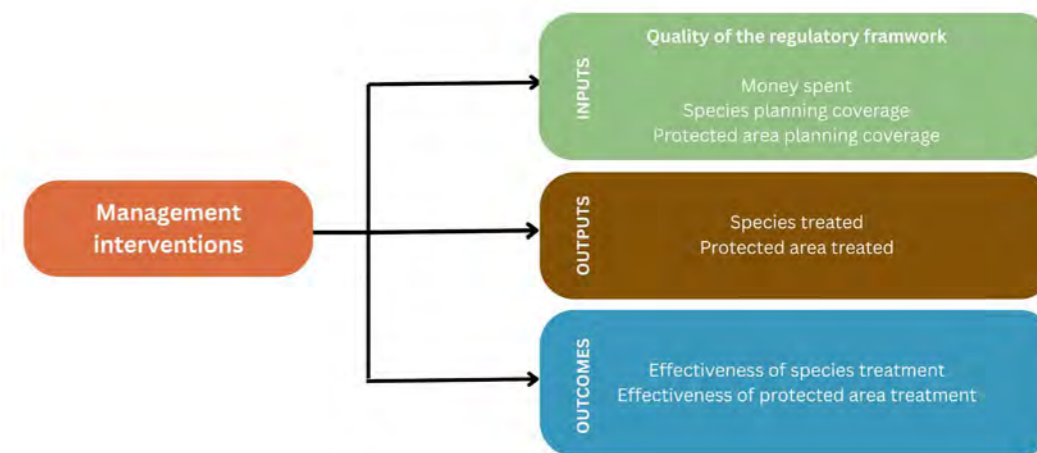 Management
interventions
INPUTS
Quality of the regulatory framwork
Money spent
Species planning coverage
Protected area planning coverage
OUTPUTS
Species treated
Protected area treated
OUTCOMES
Effectiveness of species treatment
Effectiveness of protected area treatment